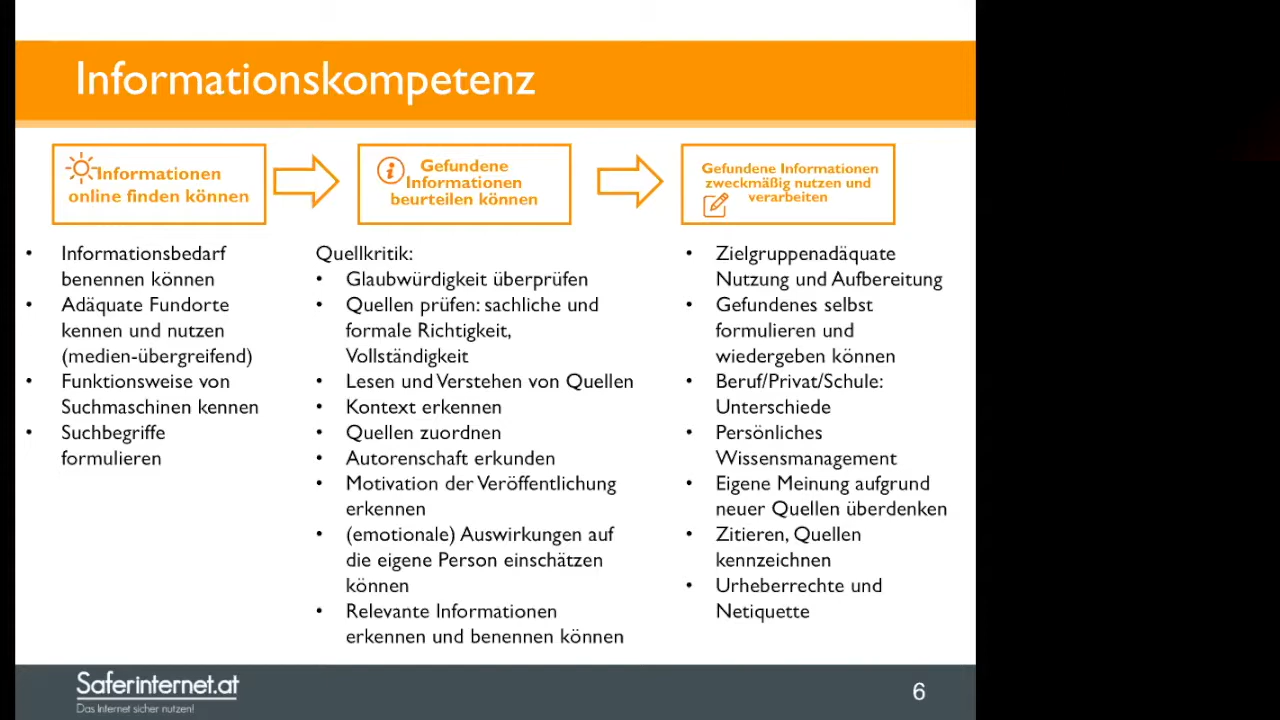 Informationskompetenz
Informationen
online finden können
Gefundene
Informationen
beurteilen können
Gefundene Informationen
zweckmäßig nutzen und
verarbeiten
• Informationsbedarf
benennen können
• Adäquate Fundorte
kennen und nutzen
(medien-übergreifend)
• Funktionsweise von
Suchmaschinen kennen
• Suchbegriffe
formulieren
Quellkritik:
• Glaubwürdigkeit überprüfen
• Quellen prüfen: sachliche und
formale Richtigkeit,
Vollständigkeit
• Lesen und Verstehen von Quellen
• Kontext erkennen
• Quellen zuordnen
• Autorenschaft erkunden
• Motivation der Veröffentlichung
erkennen
• (emotionale) Auswirkungen auf
die eigene Person einschätzen
können
• Relevante Informationen
erkennen und benennen können
• Zielgruppenadäquate
Nutzung und Aufbereitung
• Gefundenes selbst
formulieren und
wiedergeben können
• Beruf/Privat/Schule:
Unterschiede
• Persönliches
Wissensmanagement
• Eigene Meinung aufgrund
neuer Quellen überdenken
• Zitieren, Quellen
kennzeichnen
• Urheberrechte und
Netiquette
Saferinternet.at
Das Internet sicher nutzen!
6